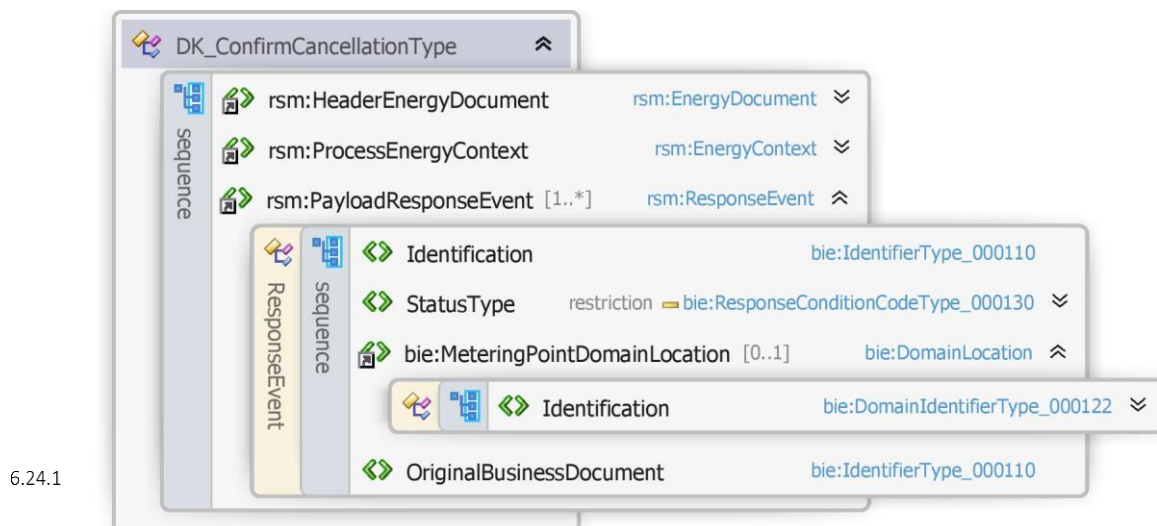 DK_ConfirmCancellationType
sequence
rsm:HeaderEnergyDocument rsm:EnergyDocument
rsm:ProcessEnergyContext rsm:EnergyContext
rsm:PayloadResponseEvent [1..*] rsm:ResponseEvent
ResponseEvent
sequence
Identification bie:IdentifierType_000110
StatusType restriction bie:ResponseConditionCodeType_000130
bie:MeteringPointDomainLocation [0..1] bie:DomainLocation
Identification bie:DomainIdentifierType_000122
OriginalBusinessDocument bie:IdentifierType_000110
6.24.1